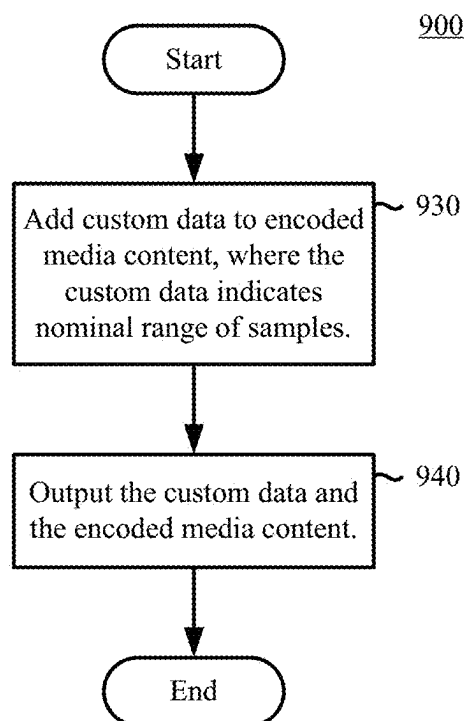 900
Start
930
Add custom data to encoded
media content, where the
custom data indicates
nominal range of samples.
940
Output the custom data and
the encoded media content.
End